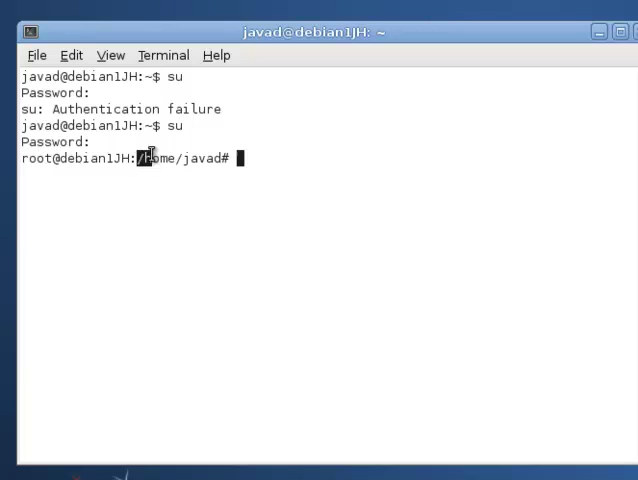 javad@debian1JH: ~
File Edit View Terminal Help
javad@debian1JH:~$ su
Password:
su: Authentication failure
javad@debian1JH:~$ su
Password:
root@debian1JH:/home/javad#